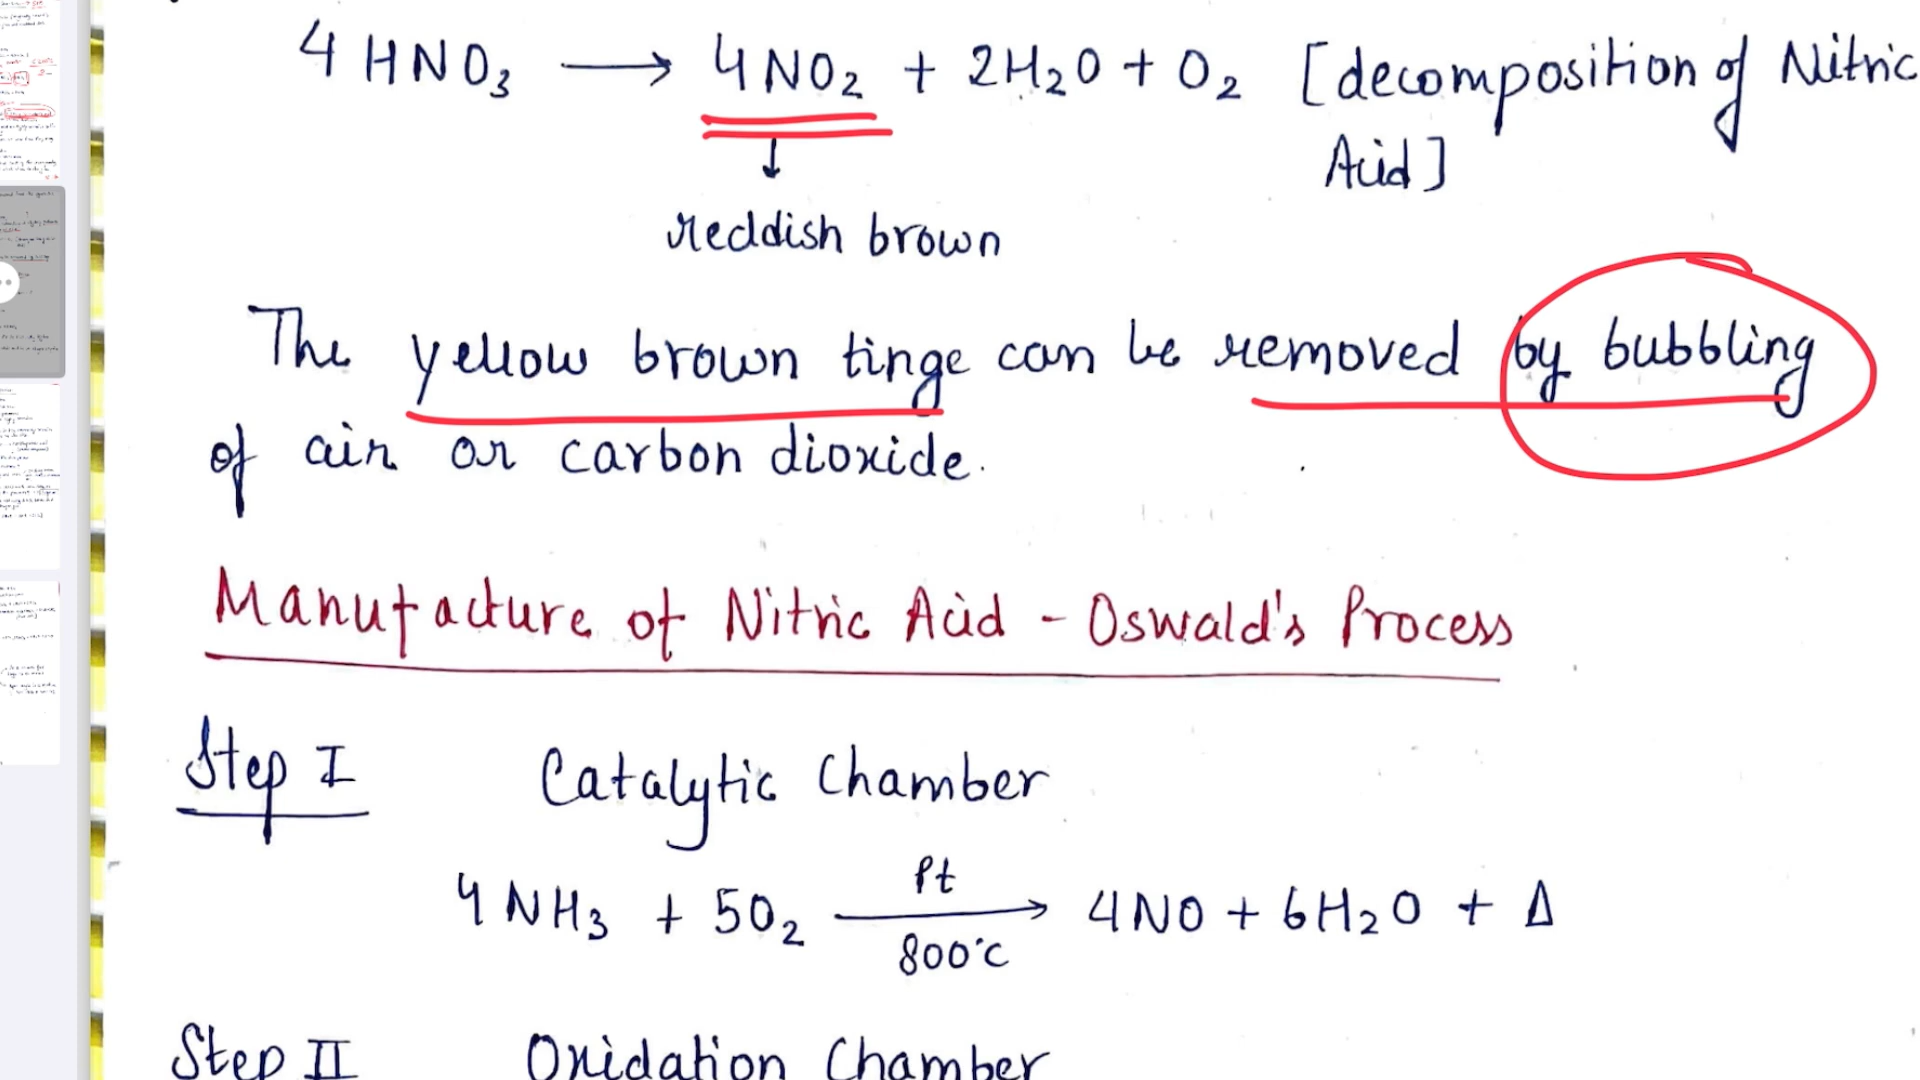 4 HNO₃ ⟶ 4NO₂ + 2H₂O + O₂ [decomposition of Nitric
Acid]
↓
reddish brown
The yellow brown tinge can be removed by bubbling
of air or carbon dioxide.
Manufacture of Nitric Acid - Oswald's Process
Step I Catalytic Chamber
Pt
4 NH₃ + 5O₂ ⟶ 4NO + 6H₂O + Δ
800°C
Step II Oxidation Chamber